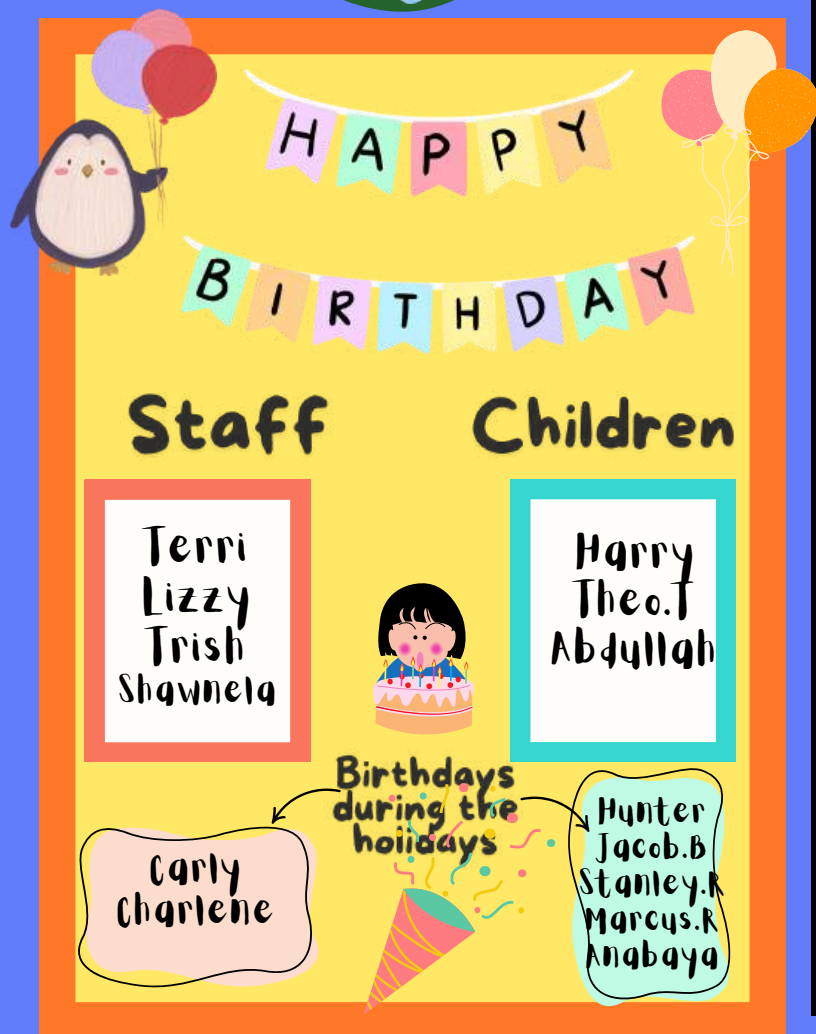 HAPPY
BIRTHDAY
Staff
Children
Terri
Lizzy
Trish
Shawnela
Harry
Theo.T
Abdullah
Birthdays
during the
holidays
Carly
Charlene
Hunter
Jacob.B
Stanley.R
Marcus.R
Anabaya